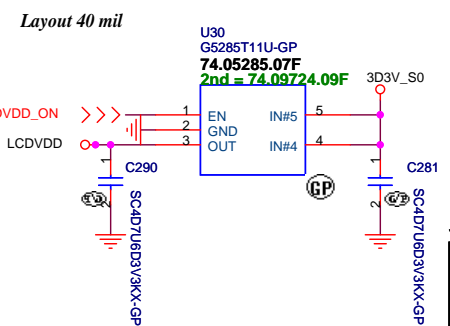 Layout 40 mil
U30
G5285T11U-GP
74.05285.07F
2nd = 74.09724.09F
3D3V_S0
VDD_ON
1
EN
IN#5
5
2
GND
LCDVDD
3
OUT
IN#4
4
1
C290
2
SC4D7U6D3V3KX-GP
GP
1
C281
2
SC4D7U6D3V3KX-GP